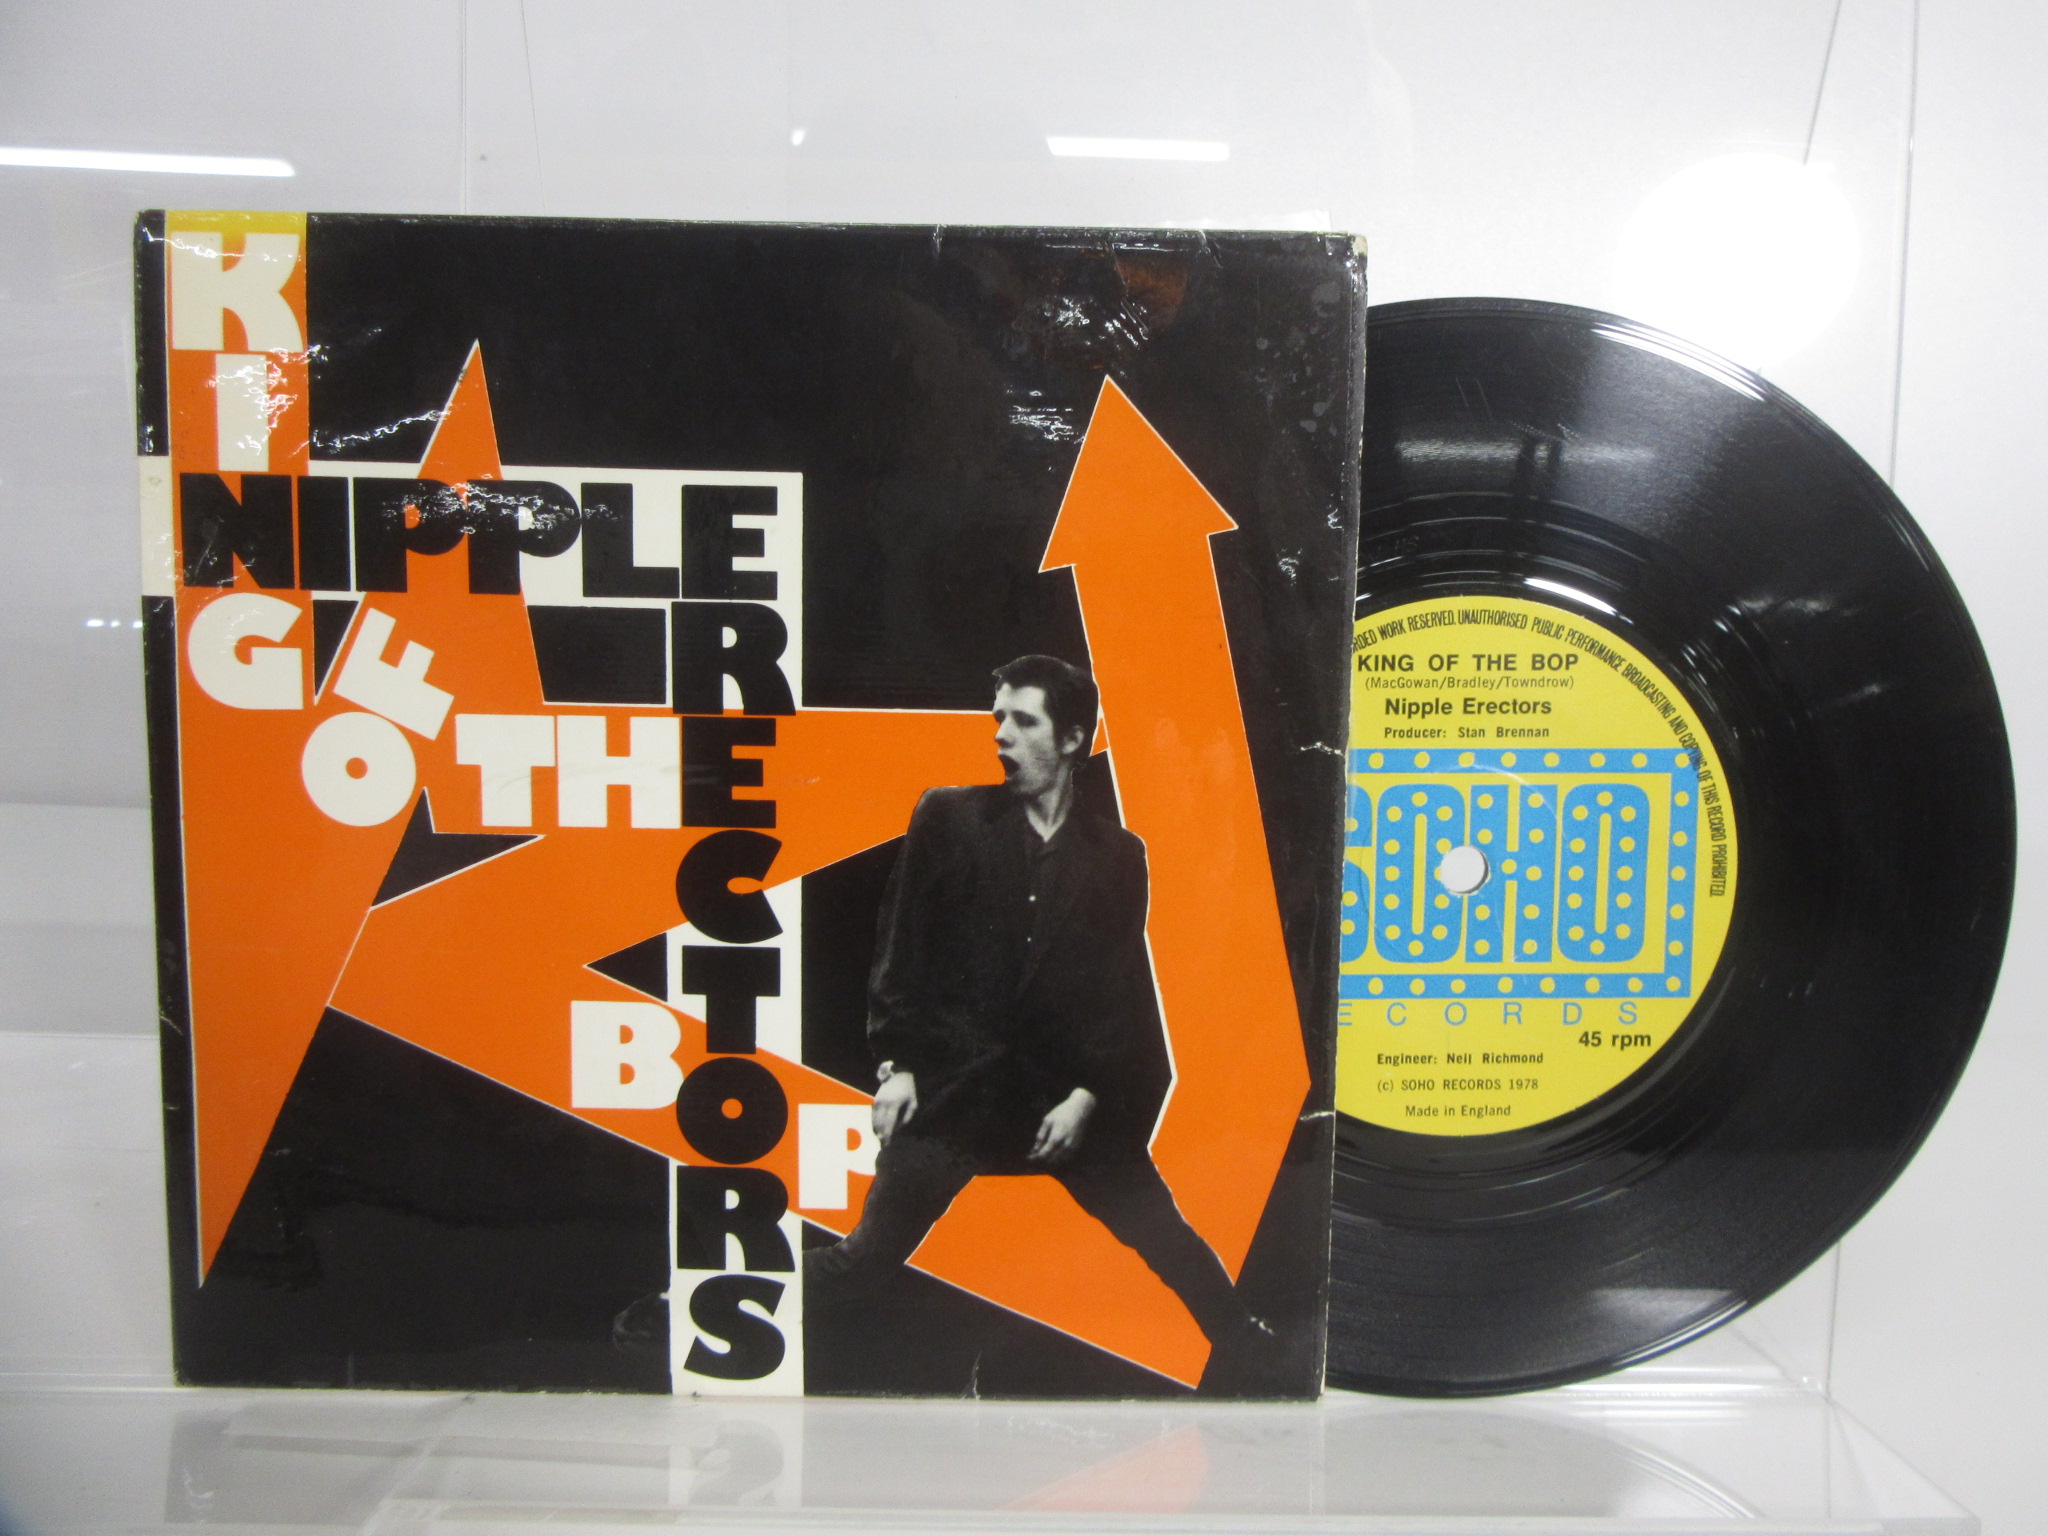 KING OF THE BOP
NIPPLE ERECTORS
RDED WORK RESERVED. UNAUTHORISED PUBLIC PERFORMANCE BROADCASTING AND COPYING OF THIS RECORD PROHIBITED.
KING OF THE BOP
(MacGowan/Bradley/Towndrow)
Nipple Erectors
Producer: Stan Brennan
SOHO
ECORDS
45 rpm
Engineer: Neil Richmond
(c) SOHO RECORDS 1978
Made in England